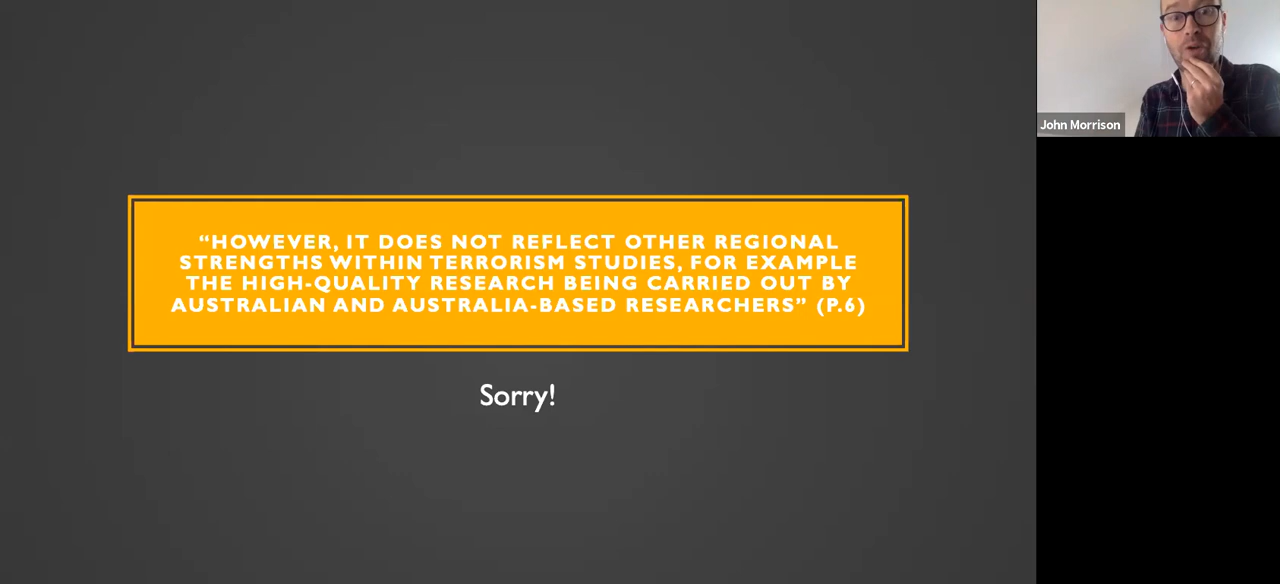 “HOWEVER, IT DOES NOT REFLECT OTHER REGIONAL
STRENGTHS WITHIN TERRORISM STUDIES, FOR EXAMPLE
THE HIGH-QUALITY RESEARCH BEING CARRIED OUT BY
AUSTRALIAN AND AUSTRALIA-BASED RESEARCHERS” (P.6)
Sorry!
John Morrison